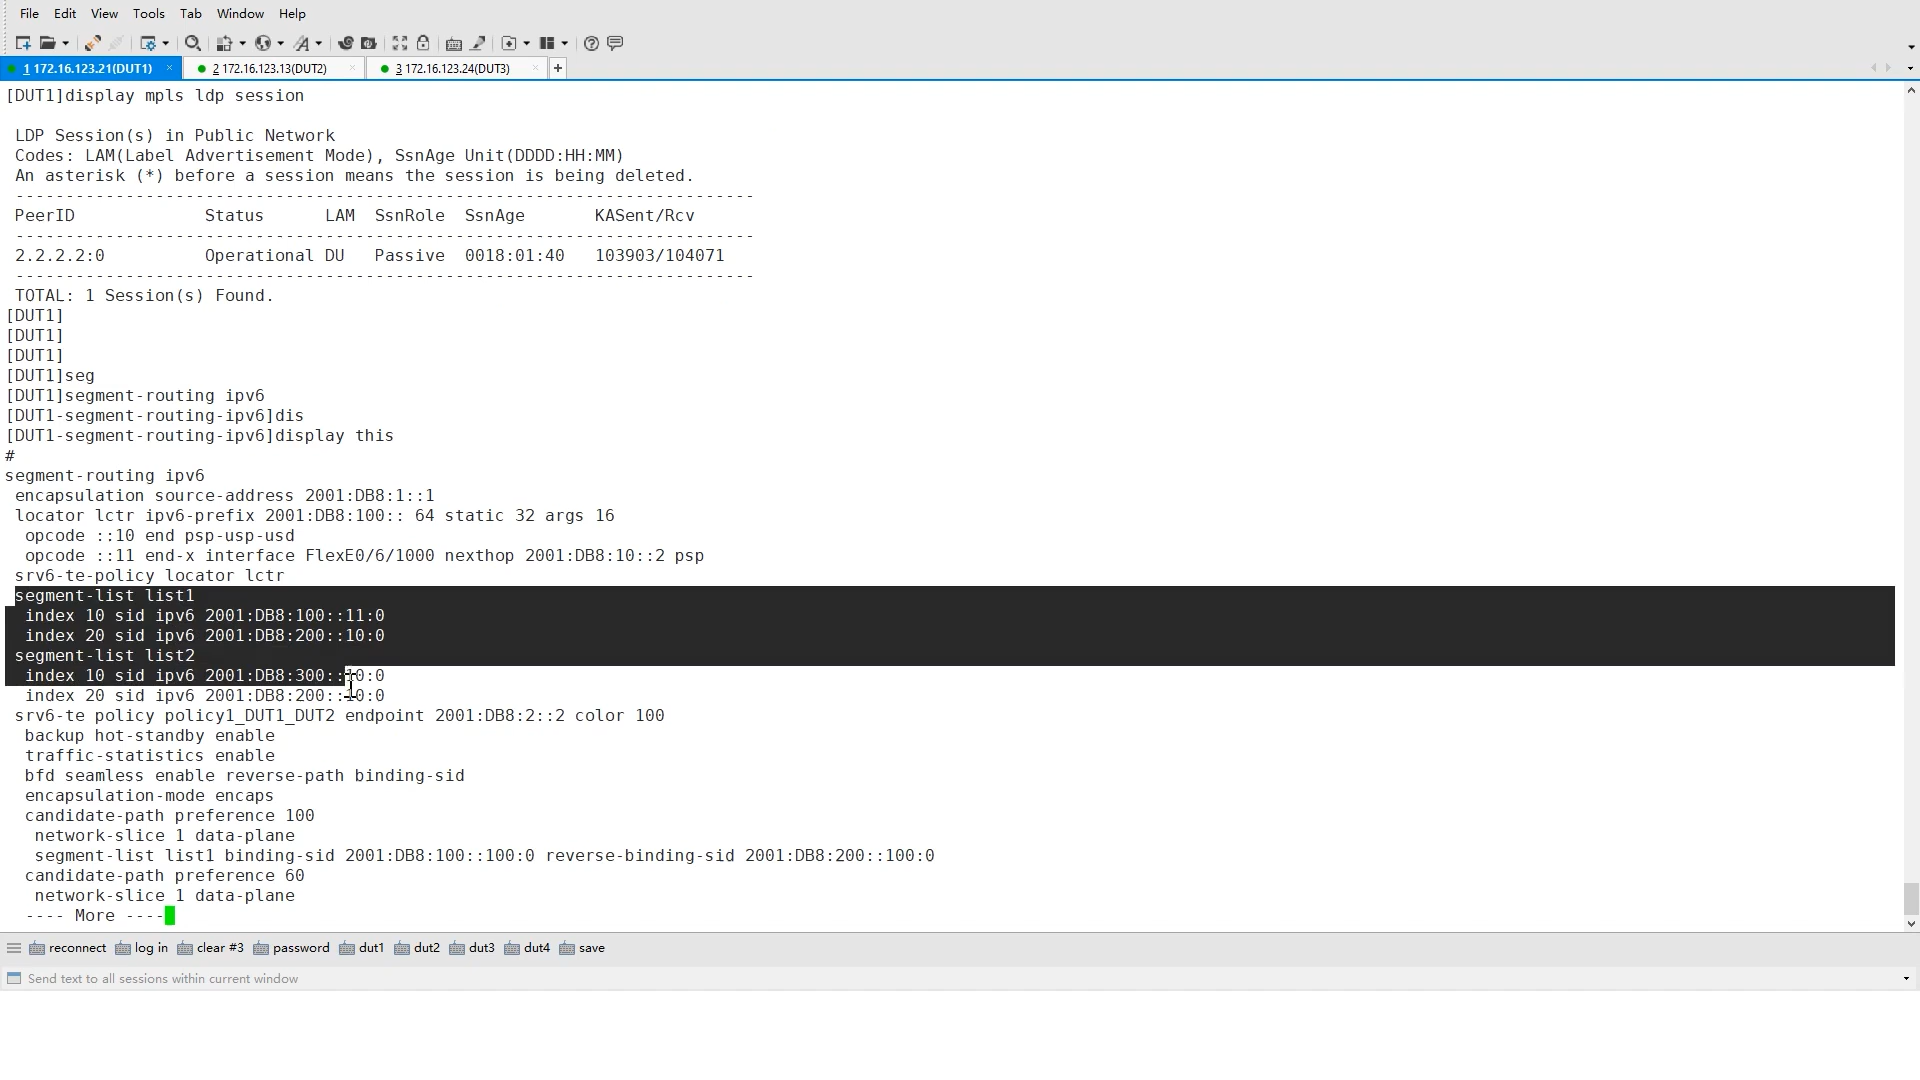 File Edit View Tools Tab Window Help
1 172.16.123.21(DUT1) × 2 172.16.123.13(DUT2) × 3 172.16.123.24(DUT3) × +
[DUT1]display mpls ldp session
LDP Session(s) in Public Network
Codes: LAM(Label Advertisement Mode), SsnAge Unit(DDDD:HH:MM)
An asterisk (*) before a session means the session is being deleted.
--------------------------------------------------------------------------
PeerID Status LAM SsnRole SsnAge KASent/Rcv
--------------------------------------------------------------------------
2.2.2.2:0 Operational DU Passive 0018:01:40 103903/104071
--------------------------------------------------------------------------
TOTAL: 1 Session(s) Found.
[DUT1]
[DUT1]
[DUT1]
[DUT1]seg
[DUT1]segment-routing ipv6
[DUT1-segment-routing-ipv6]dis
[DUT1-segment-routing-ipv6]display this
#
segment-routing ipv6
encapsulation source-address 2001:DB8:1::1
locator lctr ipv6-prefix 2001:DB8:100:: 64 static 32 args 16
opcode ::10 end psp-usp-usd
opcode ::11 end-x interface FlexE0/6/1000 nexthop 2001:DB8:10::2 psp
srv6-te-policy locator lctr
segment-list list1
index 10 sid ipv6 2001:DB8:100::11:0
index 20 sid ipv6 2001:DB8:200::10:0
segment-list list2
index 10 sid ipv6 2001:DB8:300::10:0
index 20 sid ipv6 2001:DB8:200::10:0
srv6-te policy policy1_DUT1_DUT2 endpoint 2001:DB8:2::2 color 100
backup hot-standby enable
traffic-statistics enable
bfd seamless enable reverse-path binding-sid
encapsulation-mode encaps
candidate-path preference 100
network-slice 1 data-plane
segment-list list1 binding-sid 2001:DB8:100::100:0 reverse-binding-sid 2001:DB8:200::100:0
candidate-path preference 60
network-slice 1 data-plane
---- More ----
reconnect log in clear #3 password dut1 dut2 dut3 dut4 save
Send text to all sessions within current window